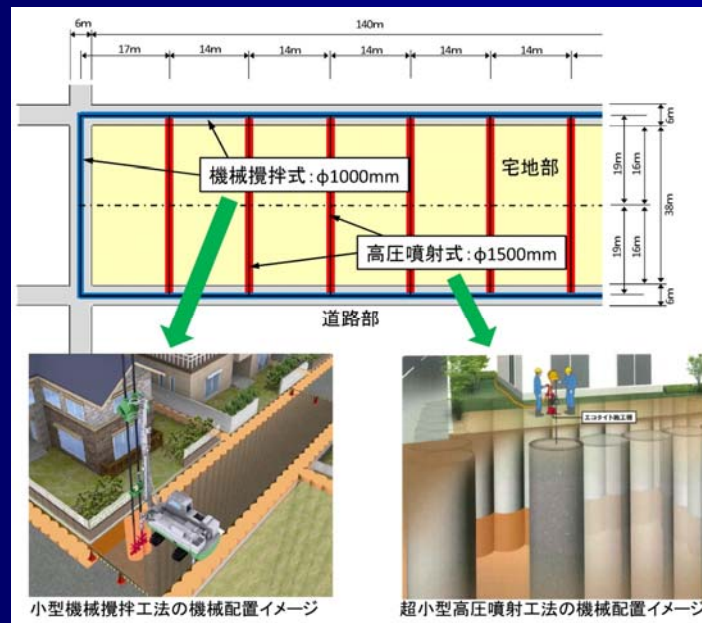 6m
140m
17m
14m
14m
14m
14m
14m
6m
機械攪拌式：φ1000mm
宅地部
19m
16m
38m
高圧噴射式：φ1500mm
19m
16m
道路部
6m
エコタイト施工機
小型機械攪拌工法の機械配置イメージ
超小型高圧噴射工法の機械配置イメージ